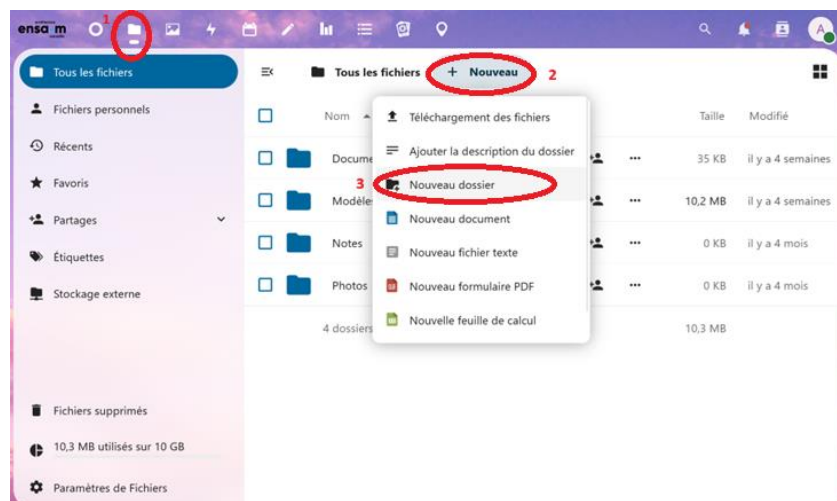 ensa m
1
A
Tous les fichiers
Tous les fichiers
+ Nouveau
2
Fichiers personnels
Nom
Téléchargement des fichiers
Taille
Modifié
Récents
Ajouter la description du dossier
Docume
35 KB
il y a 4 semaines
Favoris
3
Nouveau dossier
Modèles
10,2 MB
il y a 4 semaines
Partages
Nouveau document
Notes
0 KB
il y a 4 mois
Étiquettes
Nouveau fichier texte
Stockage externe
Photos
Nouveau formulaire PDF
0 KB
il y a 4 mois
4 dossiers
Nouvelle feuille de calcul
10,3 MB
Fichiers supprimés
10,3 MB utilisés sur 10 GB
Paramètres de Fichiers